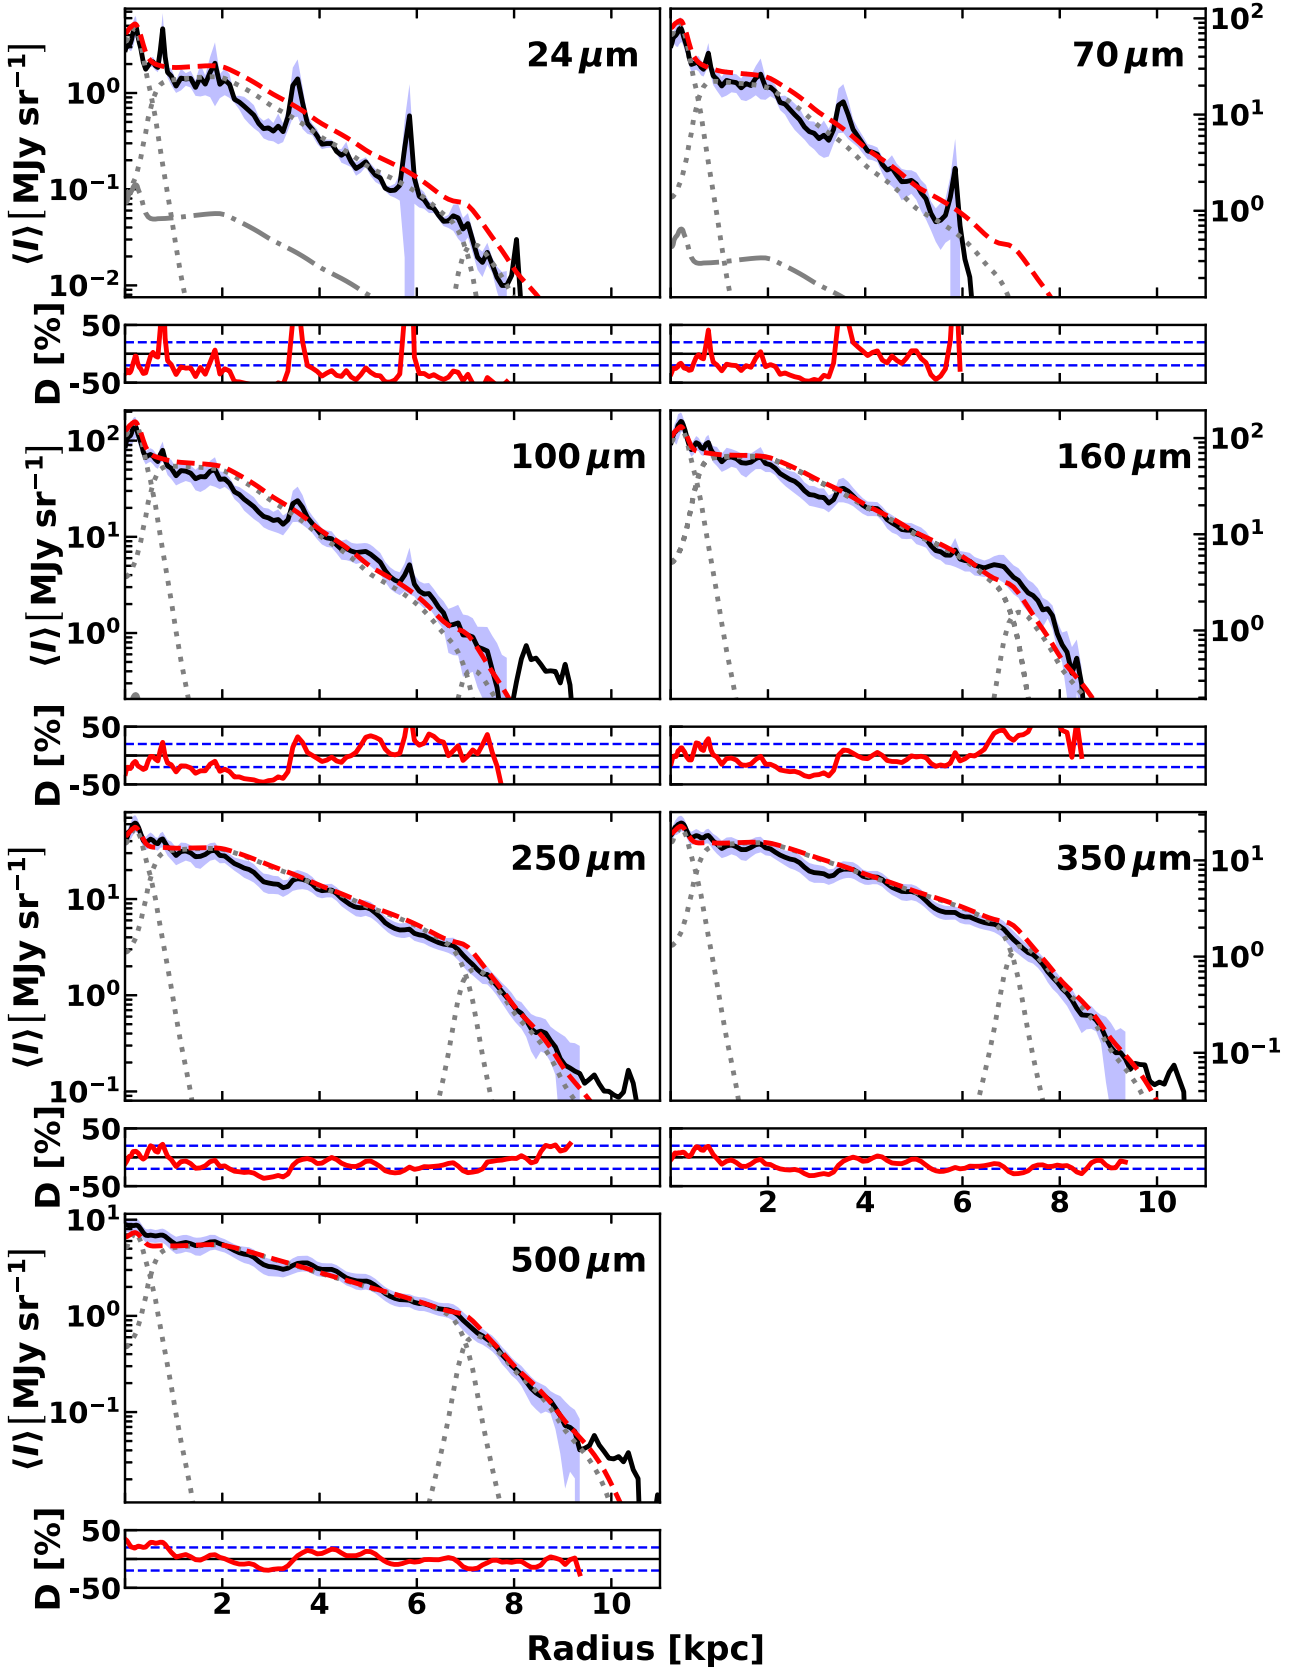 24 μm
70 μm
⟨I⟩[MJy sr⁻¹]
10⁰
10⁻¹
10⁻²
10²
10¹
10⁰
D [%]
50
-50
100 μm
160 μm
⟨I⟩[MJy sr⁻¹]
10²
10¹
10⁰
10²
10¹
10⁰
D [%]
50
-50
250 μm
350 μm
⟨I⟩[MJy sr⁻¹]
10¹
10⁰
10⁻¹
10¹
10⁰
10⁻¹
D [%]
50
-50
2 4 6 8 10
500 μm
⟨I⟩[MJy sr⁻¹]
10¹
10⁰
10⁻¹
D [%]
50
-50
2 4 6 8 10
Radius [kpc]